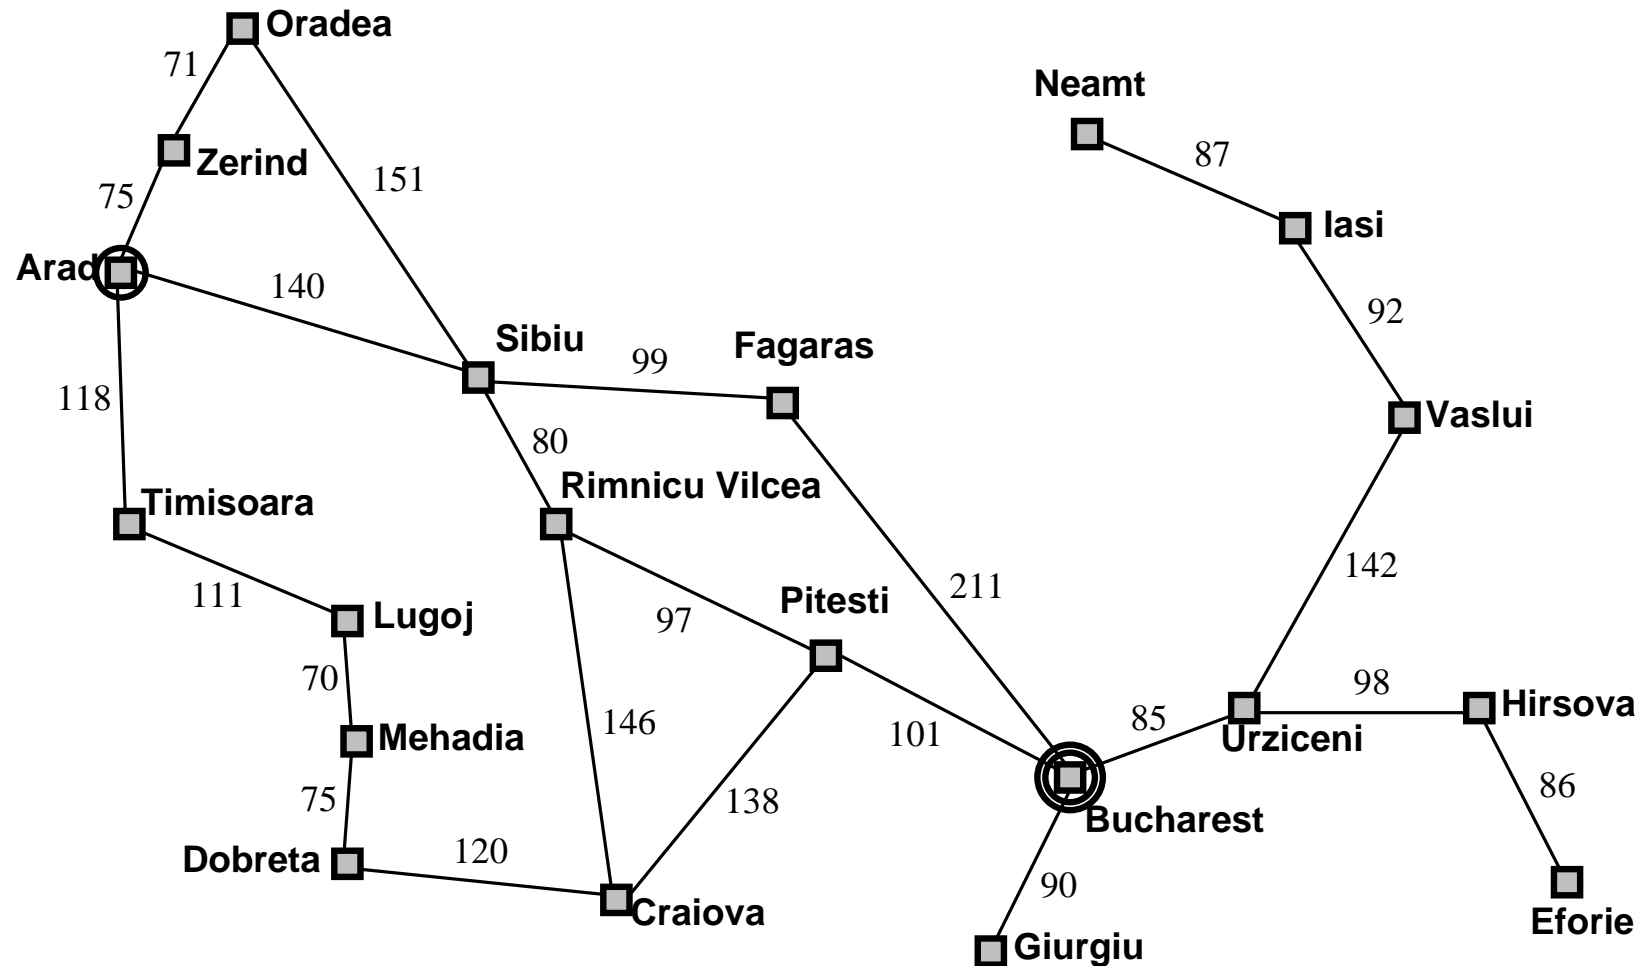 Oradea
71
Neamt
87
Zerind
151
75
Iasi
Arad
140
92
Sibiu
Fagaras
99
118
Vaslui
80
Rimnicu Vilcea
Timisoara
142
211
111
Pitesti
Lugoj
97
70
98
Hirsova
146
85
101
Mehadia
Urziceni
86
75
138
Bucharest
120
Dobreta
90
Craiova
Eforie
Giurgiu